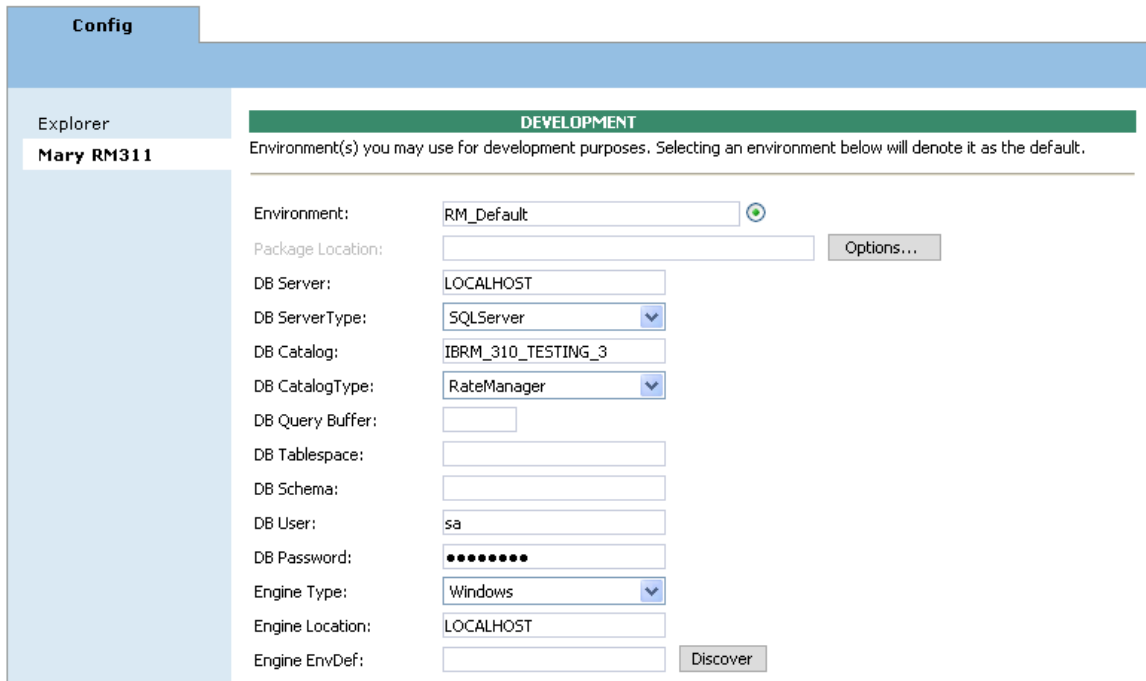 Config
Explorer
Mary RM311
DEVELOPMENT
Environment(s) you may use for development purposes. Selecting an environment below will denote it as the default.
Environment: RM_Default
Package Location: Options...
DB Server: LOCALHOST
DB ServerType: SQLServer
DB Catalog: IBRM_310_TESTING_3
DB CatalogType: RateManager
DB Query Buffer:
DB Tablespace:
DB Schema:
DB User: sa
DB Password: ●●●●●●●●
Engine Type: Windows
Engine Location: LOCALHOST
Engine EnvDef: Discover